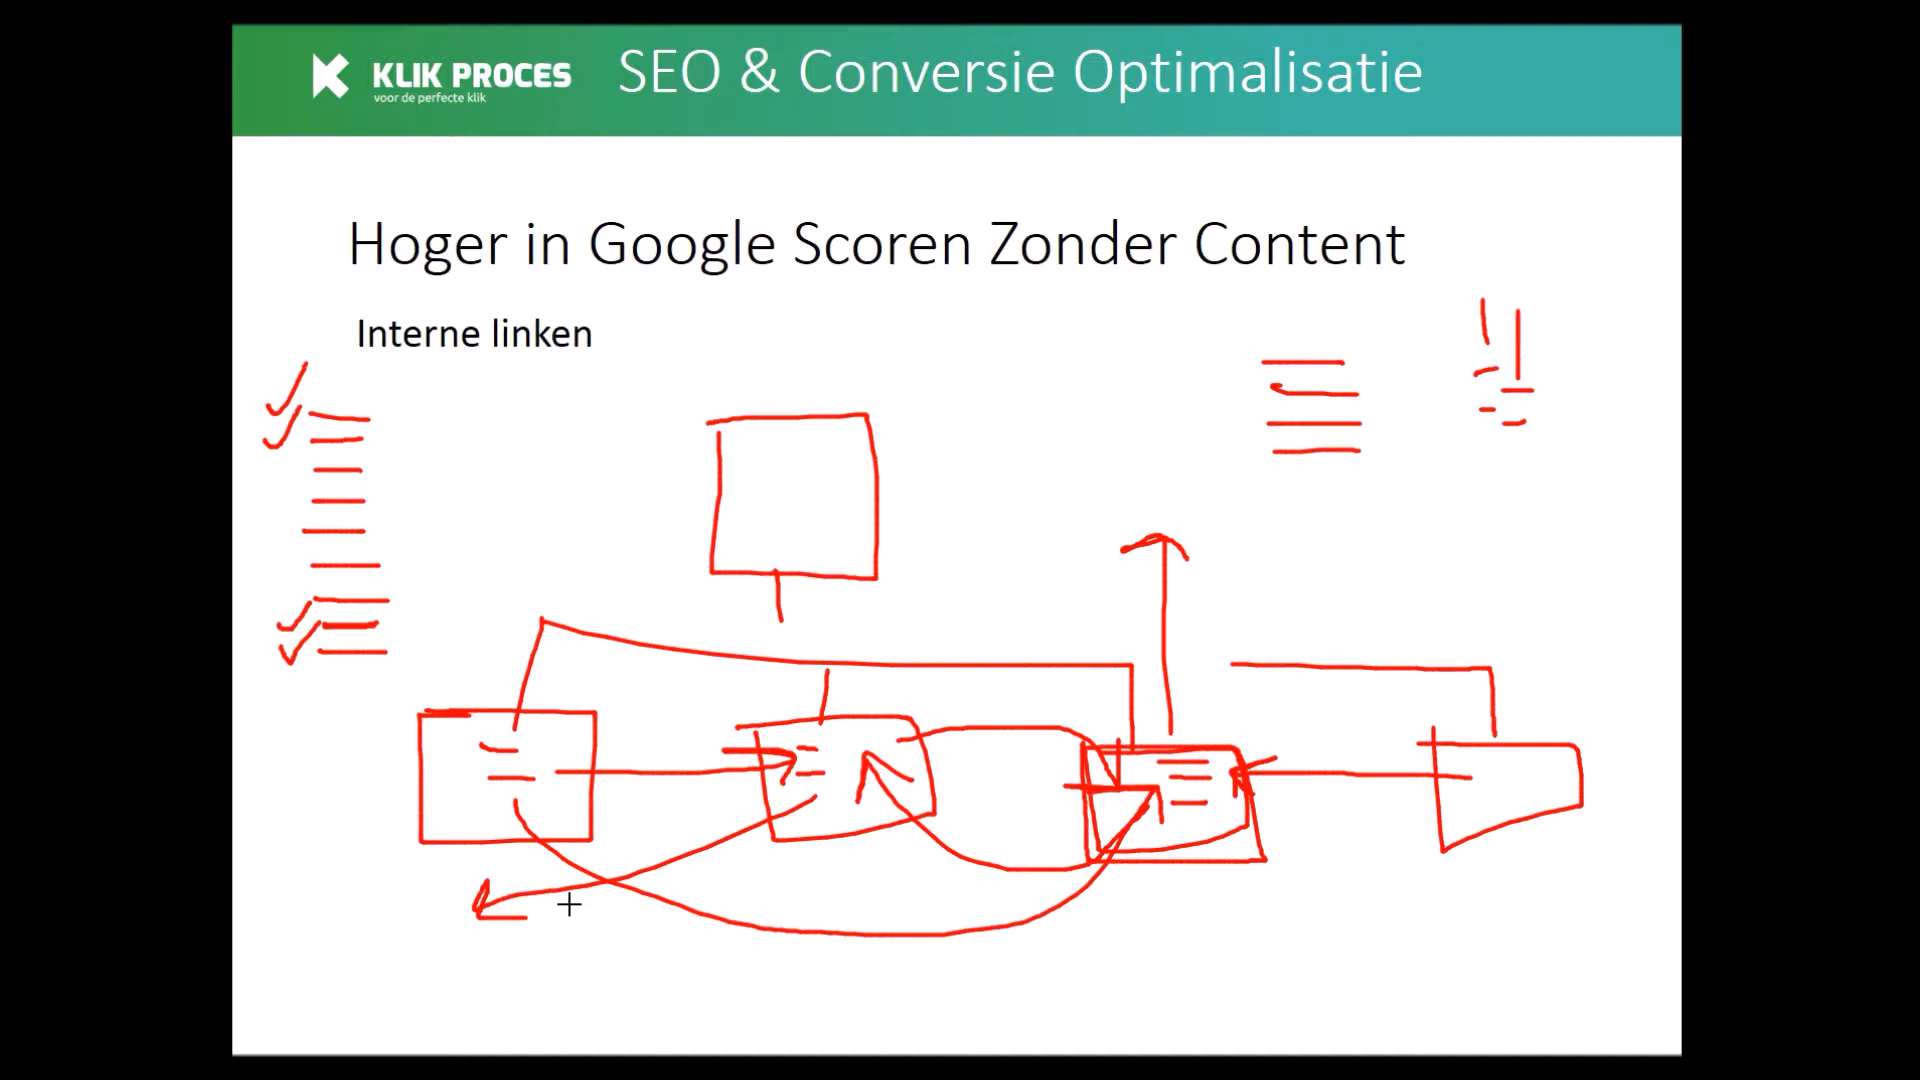 KLIK PROCES
voor de perfecte klik
SEO & Conversie Optimalisatie
Hoger in Google Scoren Zonder Content
Interne linken